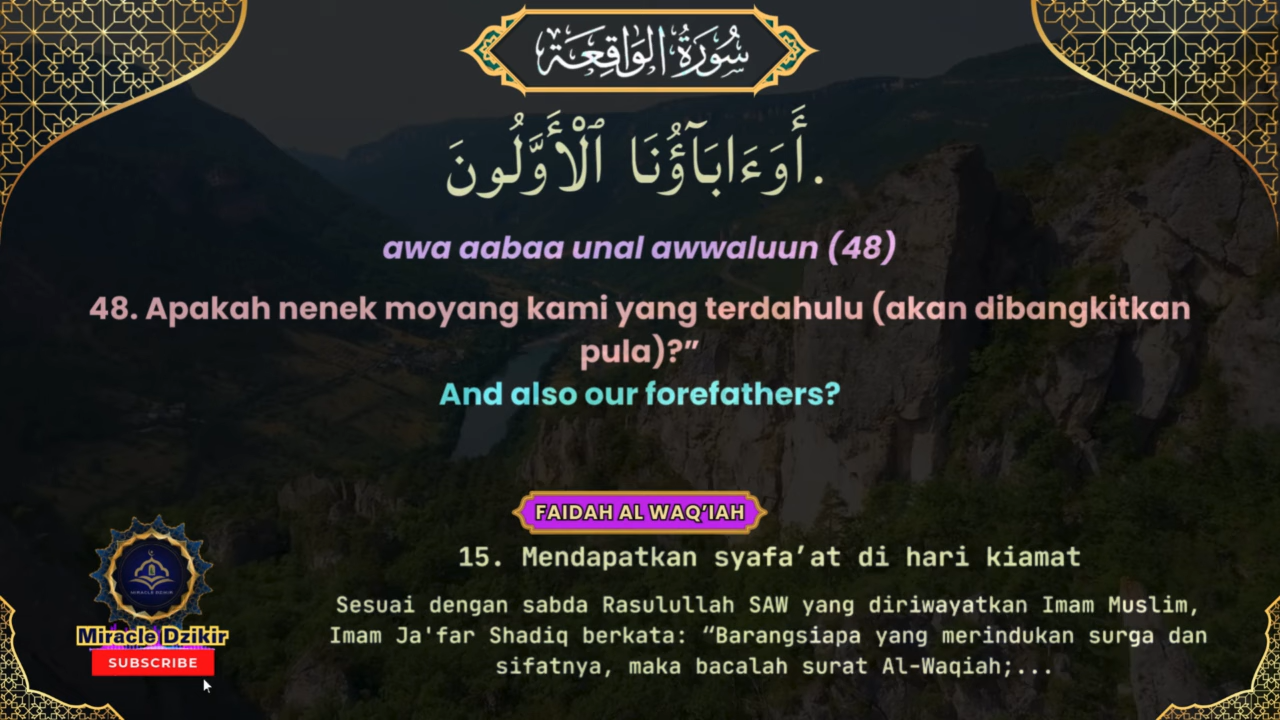 سُورَةُ الوَاقِعَة
أَوَءَابَآؤُنَا ٱلْأَوَّلُونَ.
awa aabaa unal awwaluun (48)
48. Apakah nenek moyang kami yang terdahulu (akan dibangkitkan
pula)?”
And also our forefathers?
FAIDAH AL WAQ’IAH
15. Mendapatkan syafa’at di hari kiamat
Sesuai dengan sabda Rasulullah SAW yang diriwayatkan Imam Muslim,
Imam Ja'far Shadiq berkata: “Barangsiapa yang merindukan surga dan
sifatnya, maka bacalah surat Al-Waqiah;...
MIRACLE DZIKIR
Miracle Dzikir
SUBSCRIBE